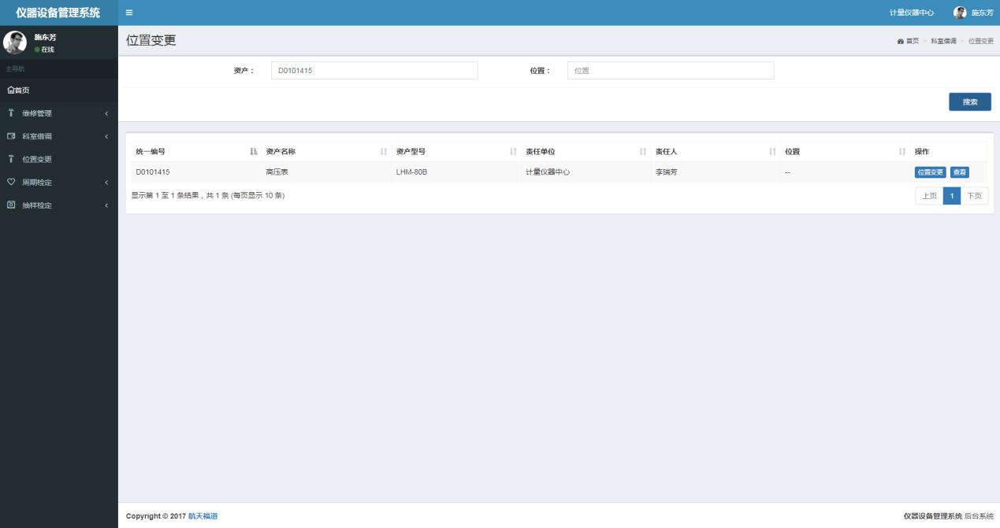 仪器设备管理系统
计量仪器中心 施东芳
施东芳
在线
主导航
首页
维修管理
科室借调
位置变更
周期检定
抽样检定
位置变更
首页 > 科室借调 > 位置变更
资产： D0101415 位置： 位置
搜索
统一编号 资产名称 资产型号 责任单位 责任人 位置 操作
D0101415 高压表 LHM-80B 计量仪器中心 李瑞芳 -- 位置变更 查看
显示第 1 至 1 条结果，共 1 条 (每页显示 10 条) 上页 1 下页
Copyright © 2017 航天福道 仪器设备管理系统 后台系统